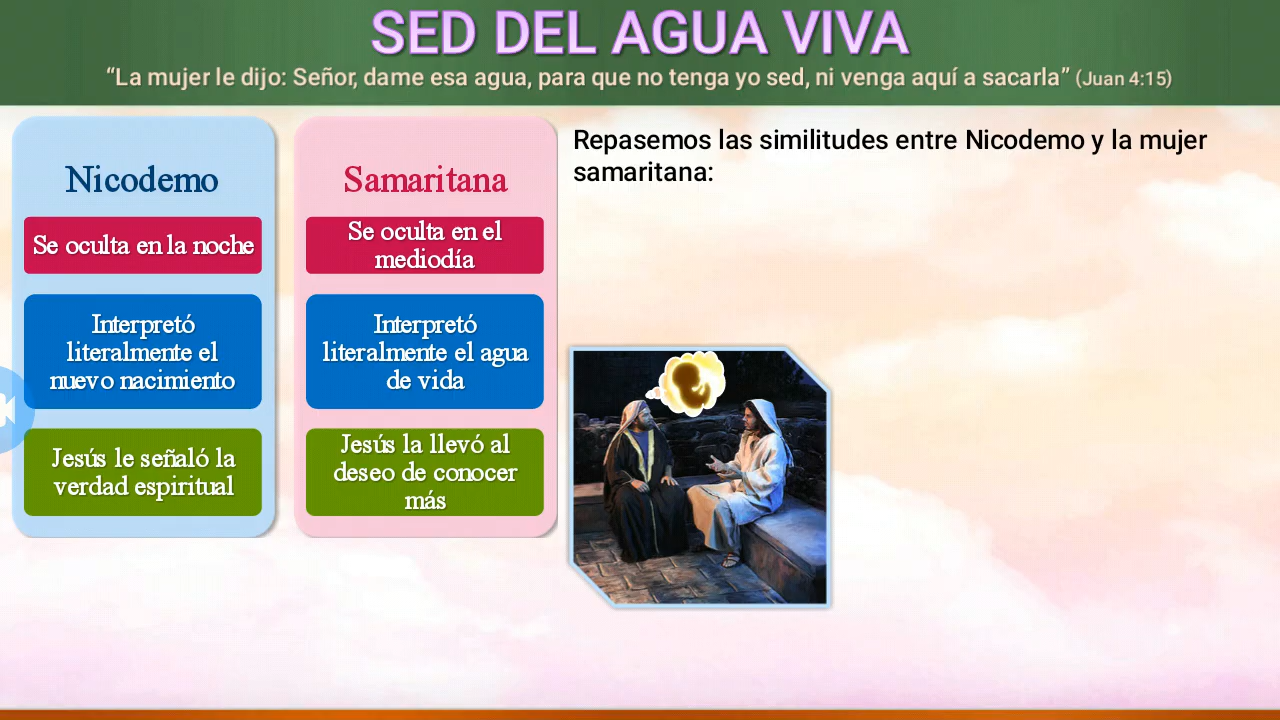 SED DEL AGUA VIVA
“La mujer le dijo: Señor, dame esa agua, para que no tenga yo sed, ni venga aquí a sacarla” (Juan 4:15)
Nicodemo
Se oculta en la noche
Interpretó
literalmente el
nuevo nacimiento
Jesús le señaló la
verdad espiritual
Samaritana
Se oculta en el
mediodía
Interpretó
literalmente el agua
de vida
Jesús la llevó al
deseo de conocer
más
Repasemos las similitudes entre Nicodemo y la mujer
samaritana: